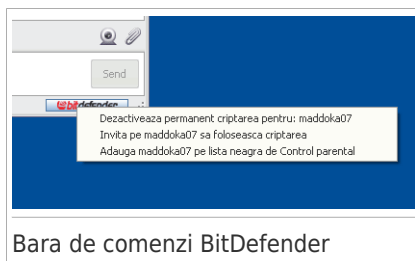 Send
bitdefender
Dezactiveaza permanent criptarea pentru: maddoka07
Invita pe maddoka07 sa foloseasca criptarea
Adauga maddoka07 pe lista neagra de Control parental
Bara de comenzi BitDefender